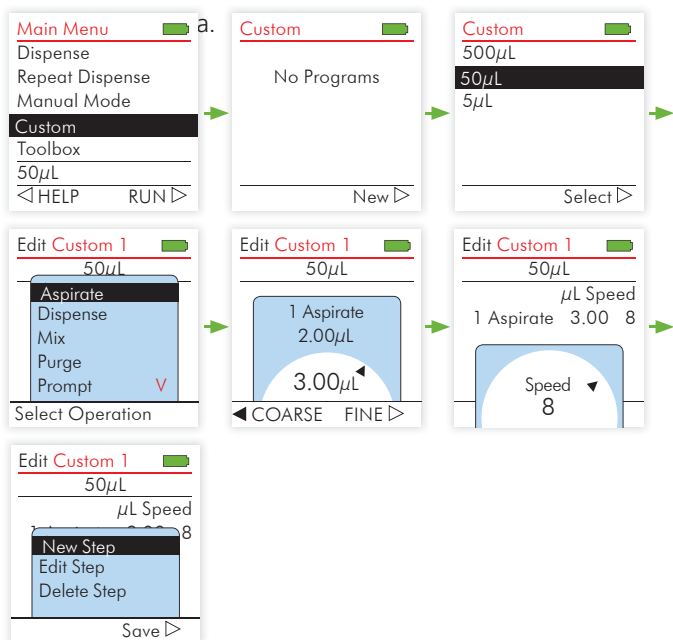 a.
Main Menu
Dispense
Repeat Dispense
Manual Mode
Custom
Toolbox
50µL
◁ HELP RUN ▷
Custom
No Programs
New ▷
Custom
500µL
50µL
5µL
Select ▷
Edit Custom 1
50µL
Aspirate
Dispense
Mix
Purge
Prompt V
Select Operation
Edit Custom 1
50µL
1 Aspirate
2.00µL
3.00µL
◀ COARSE FINE ▷
Edit Custom 1
50µL
µL Speed
1 Aspirate 3.00 8
Speed
8
Edit Custom 1
50µL
µL Speed
8
New Step
Edit Step
Delete Step
Save ▷